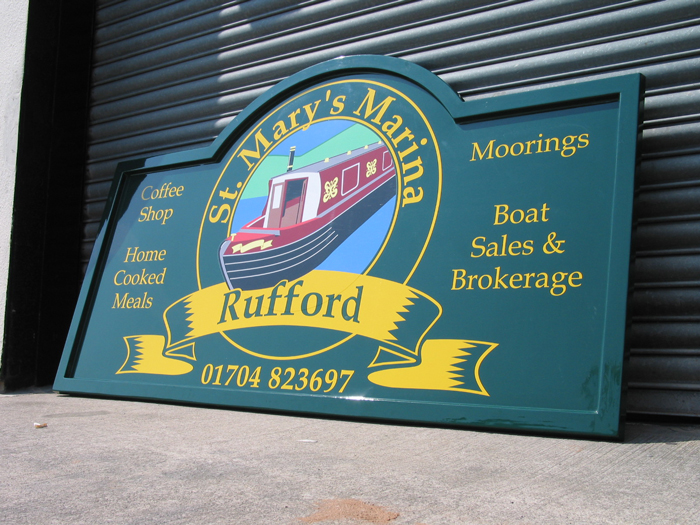 St. Mary's Marina
Coffee
Shop
Home
Cooked
Meals
Moorings
Boat
Sales &
Brokerage
Rufford
01704 823697